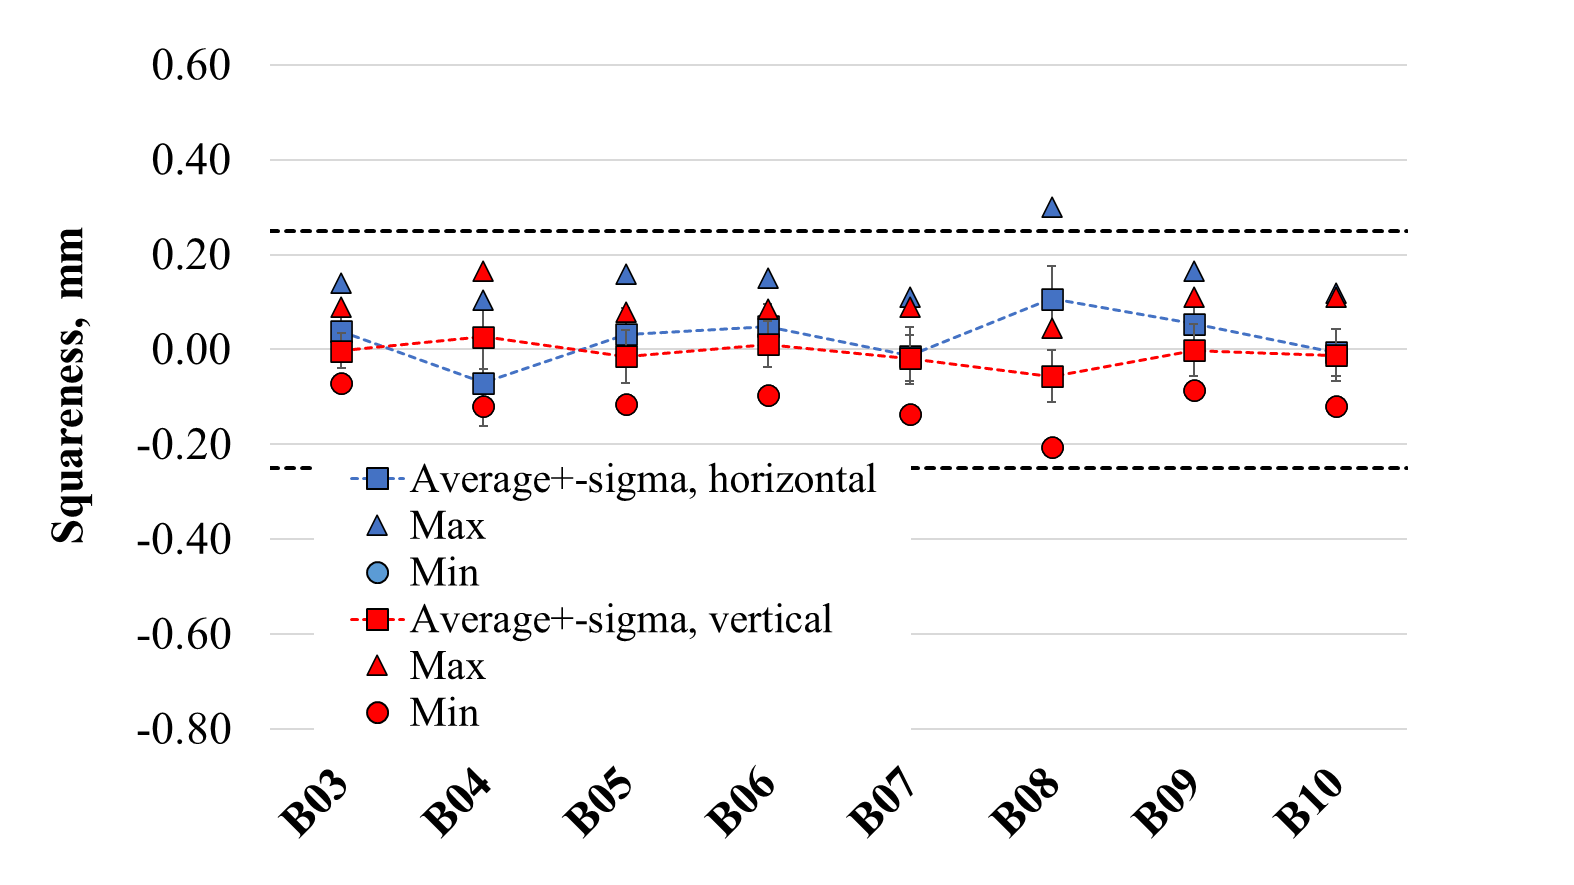 0.60
0.40
0.20
0.00
-0.20
-0.40
-0.60
-0.80
Squareness, mm
Average+-sigma, horizontal
Max
Min
Average+-sigma, vertical
Max
Min
B03
B04
B05
B06
B07
B08
B09
B10